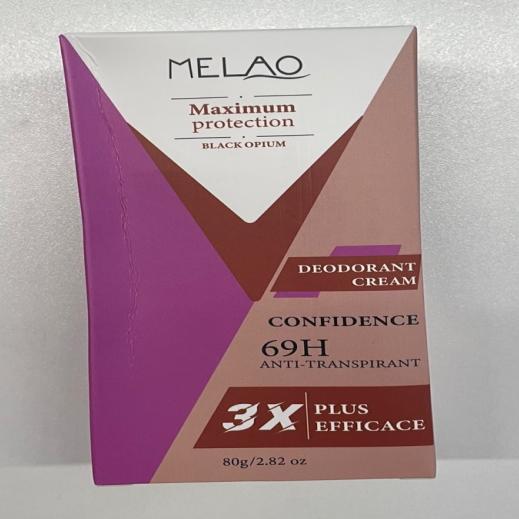 MELAO
Maximum
protection
BLACK OPIUM
DEODORANT
CREAM
CONFIDENCE
69H
ANTI-TRANSPIRANT
3X PLUS
EFFICACE
80g/2.82 oz